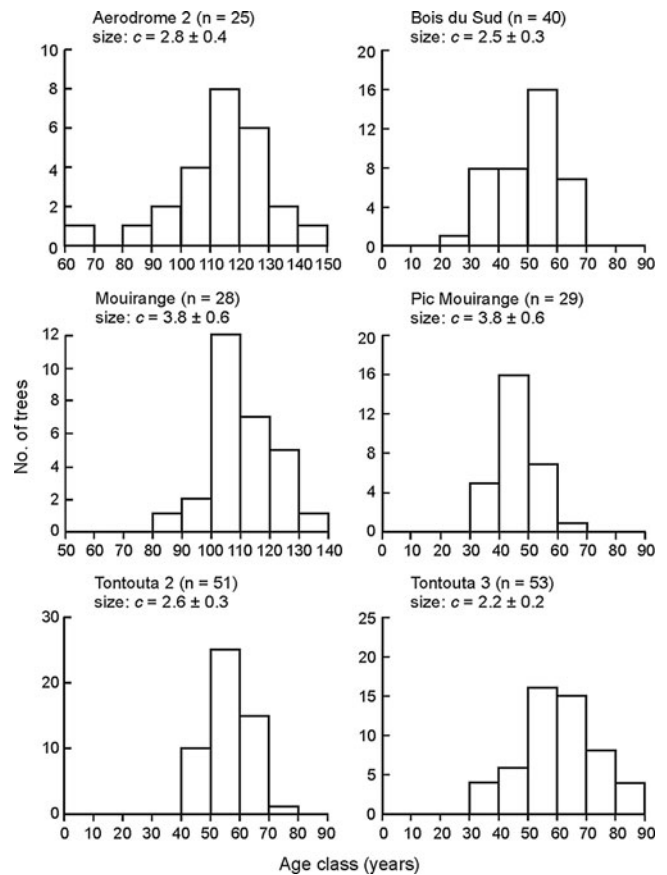 Aerodrome 2 (n = 25)
size: c = 2.8 ± 0.4
10
8
6
4
2
0
60 70 80 90 100 110 120 130 140 150
Bois du Sud (n = 40)
size: c = 2.5 ± 0.3
20
16
12
8
4
0
0 10 20 30 40 50 60 70 80 90
Mouirange (n = 28)
size: c = 3.8 ± 0.6
12
10
8
6
4
2
0
50 60 70 80 90 100 110 120 130 140
Pic Mouirange (n = 29)
size: c = 3.8 ± 0.6
20
16
12
8
4
0
0 10 20 30 40 50 60 70 80 90
No. of trees
Tontouta 2 (n = 51)
size: c = 2.6 ± 0.3
30
20
10
0
0 10 20 30 40 50 60 70 80 90
Tontouta 3 (n = 53)
size: c = 2.2 ± 0.2
25
20
15
10
5
0
0 10 20 30 40 50 60 70 80 90
Age class (years)